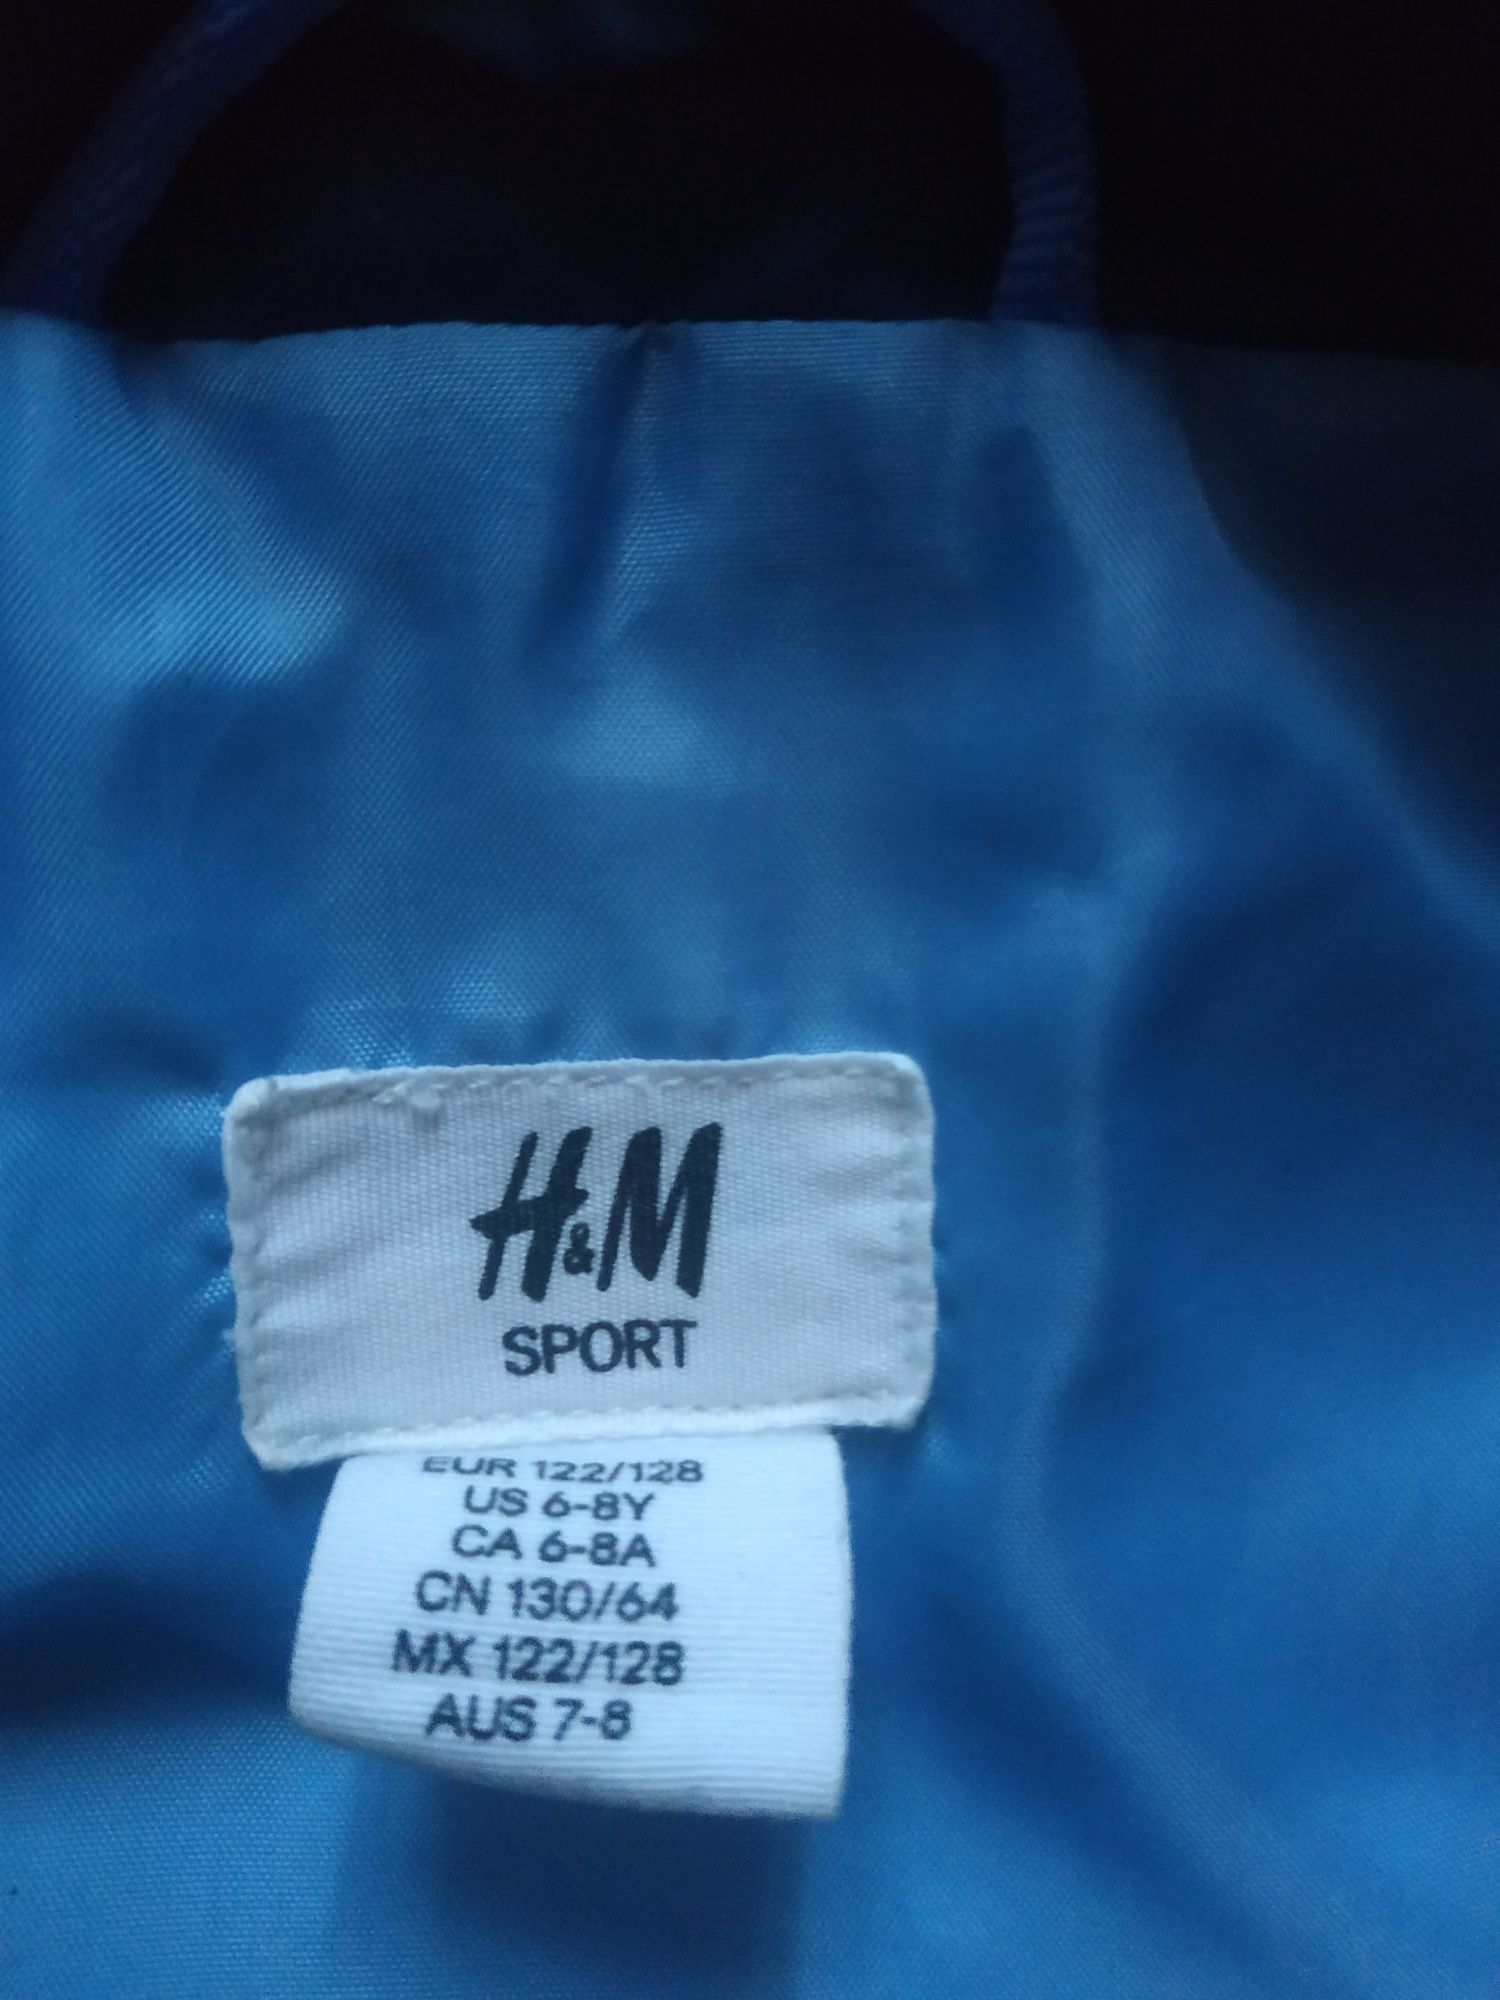 H&M
SPORT
EUR 122/128
US 6-8Y
CA 6-8A
CN 130/64
MX 122/128
AUS 7-8